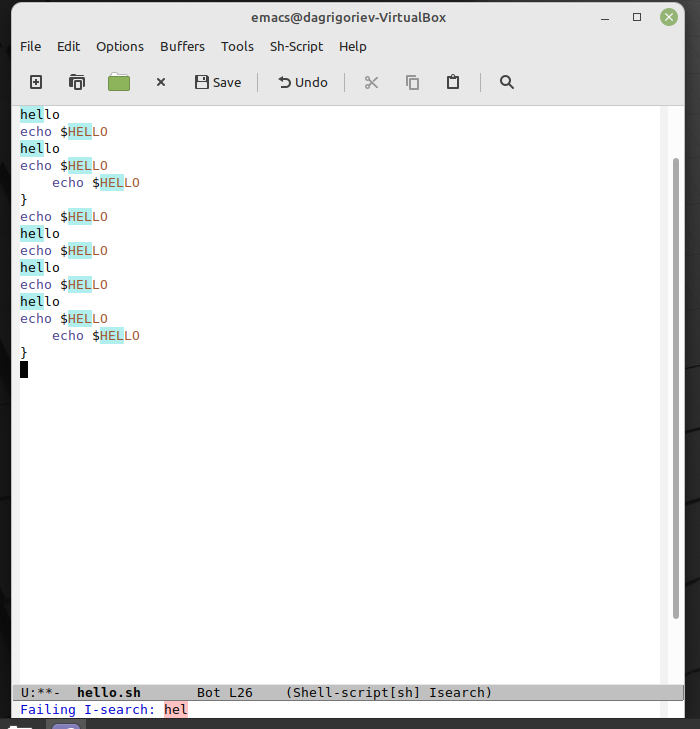 emacs@dagrigoriev-VirtualBox
File Edit Options Buffers Tools Sh-Script Help
Save Undo
hello
echo $HELLO
hello
echo $HELLO
    echo $HELLO
}
echo $HELLO
hello
echo $HELLO
hello
echo $HELLO
hello
echo $HELLO
    echo $HELLO
}
U:**-  hello.sh       Bot L26    (Shell-script[sh] Isearch)
Failing I-search: hel